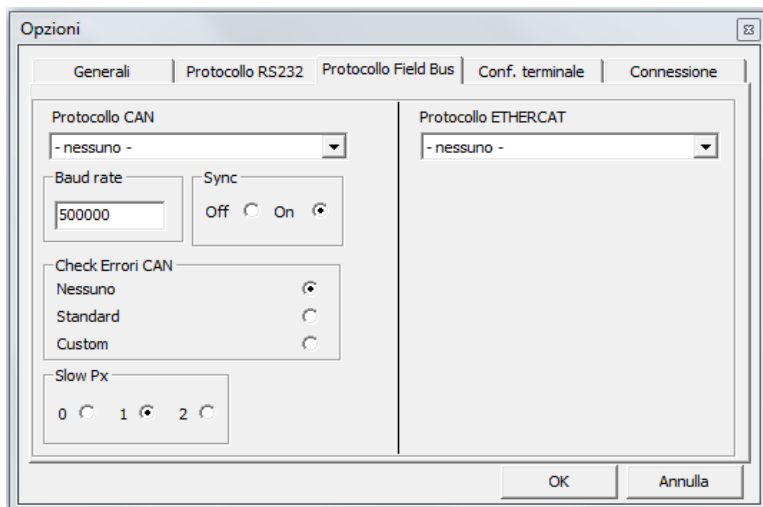 Opzioni
Generali
Protocollo RS232
Protocollo Field Bus
Conf. terminale
Connessione
Protocollo CAN
- nessuno -
Baud rate
500000
Sync
Off On
Check Errori CAN
Nessuno
Standard
Custom
Slow Px
0 1 2
Protocollo ETHERCAT
- nessuno -
OK
Annulla